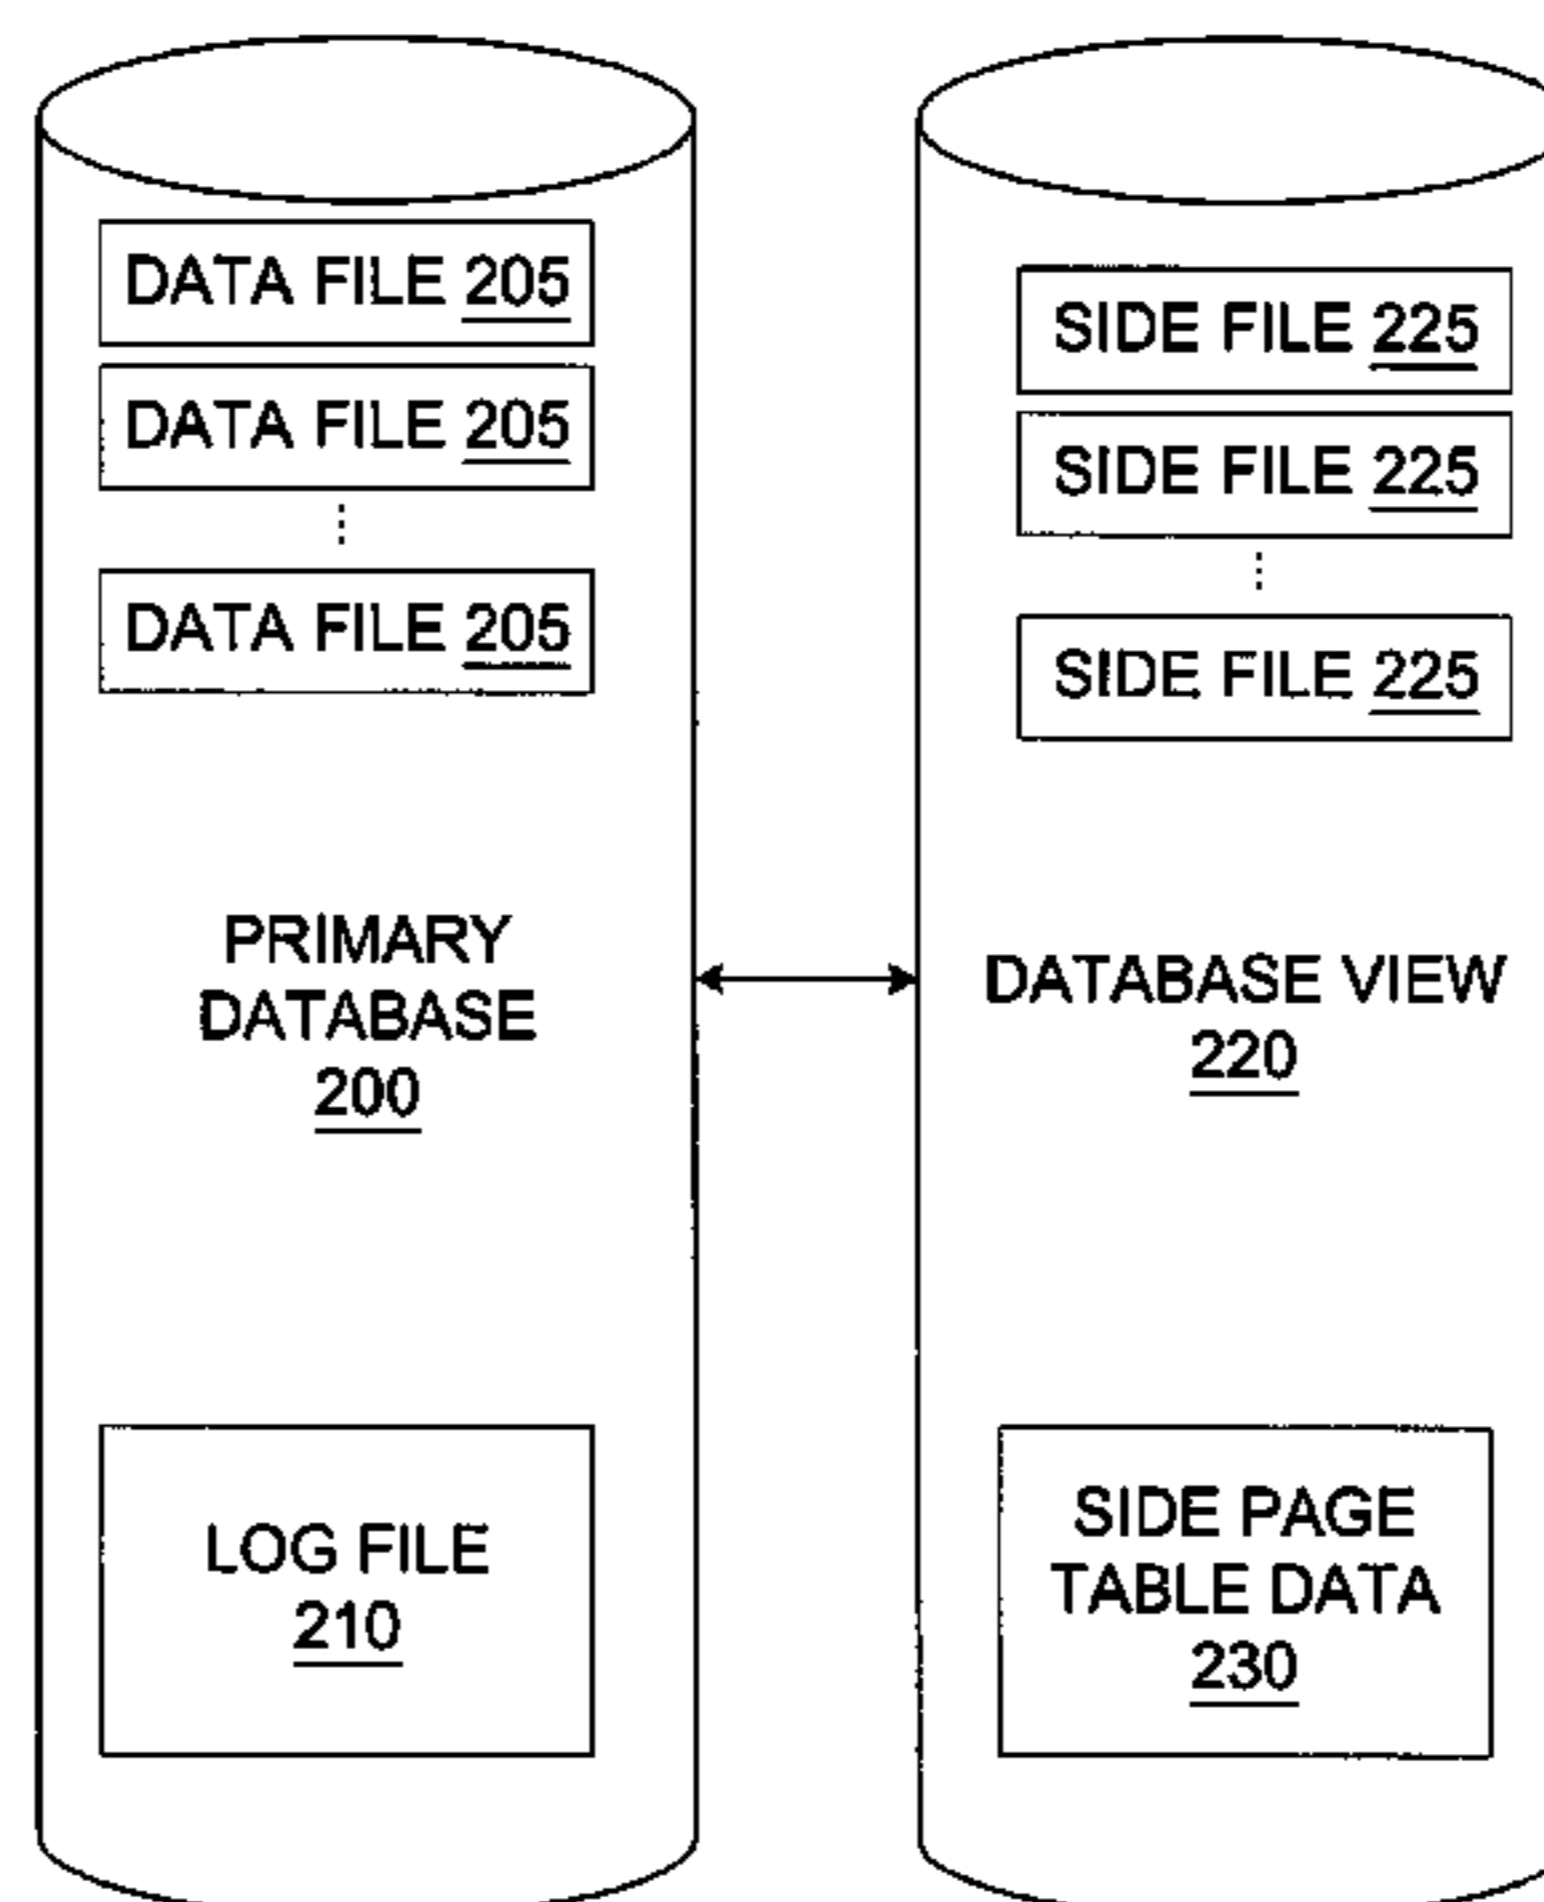 DATA FILE 205
DATA FILE 205
DATA FILE 205
PRIMARY
DATABASE
200
LOG FILE
210
SIDE FILE 225
SIDE FILE 225
SIDE FILE 225
DATABASE VIEW
220
SIDE PAGE
TABLE DATA
230